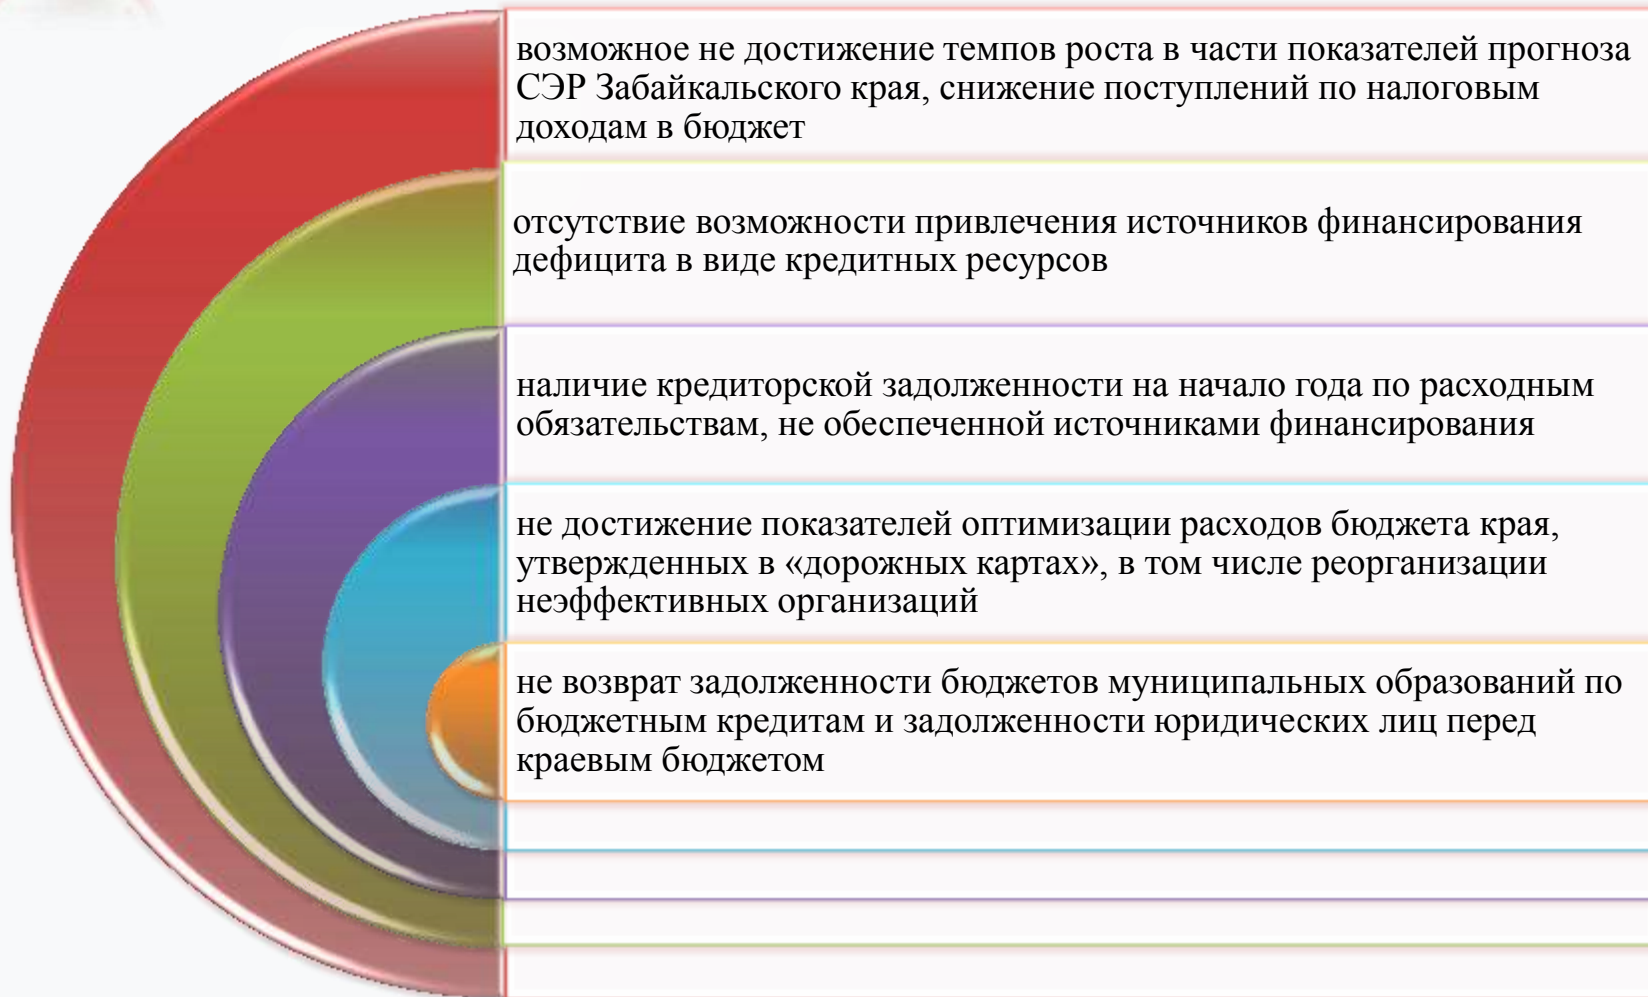 возможное не достижение темпов роста в части показателей прогноза
СЭР Забайкальского края, снижение поступлений по налоговым
доходам в бюджет
отсутствие возможности привлечения источников финансирования
дефицита в виде кредитных ресурсов
наличие кредиторской задолженности на начало года по расходным
обязательствам, не обеспеченной источниками финансирования
не достижение показателей оптимизации расходов бюджета края,
утвержденных в «дорожных картах», в том числе реорганизации
неэффективных организаций
не возврат задолженности бюджетов муниципальных образований по
бюджетным кредитам и задолженности юридических лиц перед
краевым бюджетом